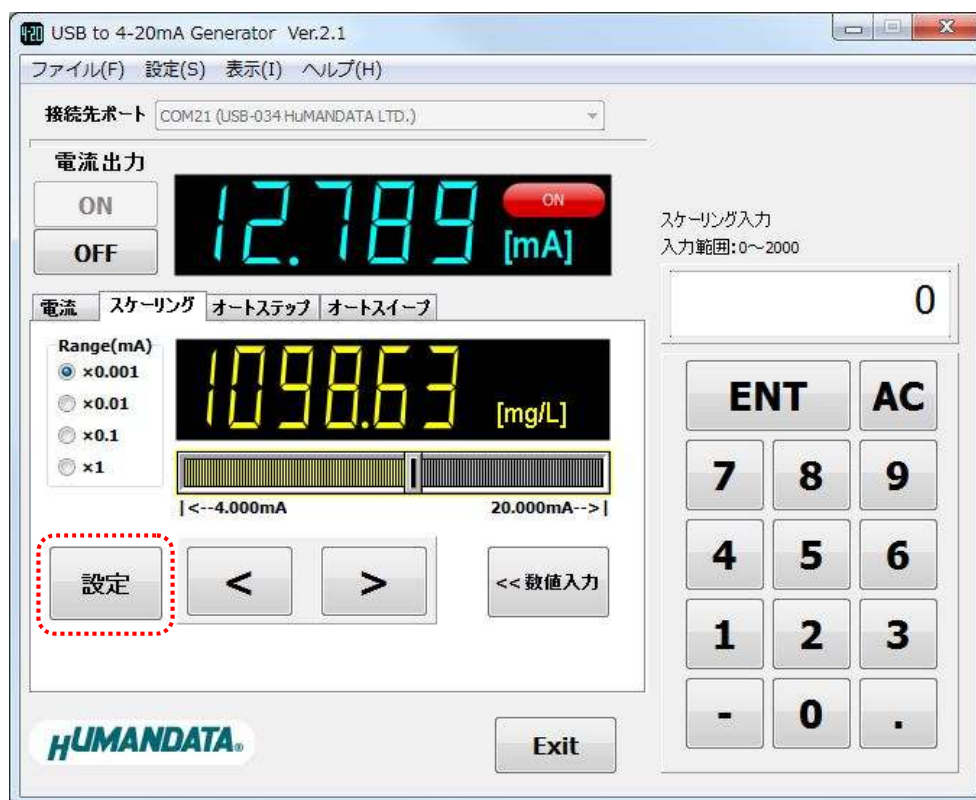 USB to 4-20mA Generator Ver.2.1
ファイル(F) 設定(S) 表示(I) ヘルプ(H)
接続先ポート COM21 (USB-034 HuMANDATA LTD.)
電流出力
ON
OFF
12.789
ON
[mA]
電流 スケーリング オートステップ オートスイープ
Range(mA)
×0.001
×0.01
×0.1
×1
1098.63
[mg/L]
|<--4.000mA 20.000mA-->|
設定 < > <<数値入力
HUMANDATA®
Exit
スケーリング入力
入力範囲:0～2000
0
ENT AC
7 8 9
4 5 6
1 2 3
- 0 .